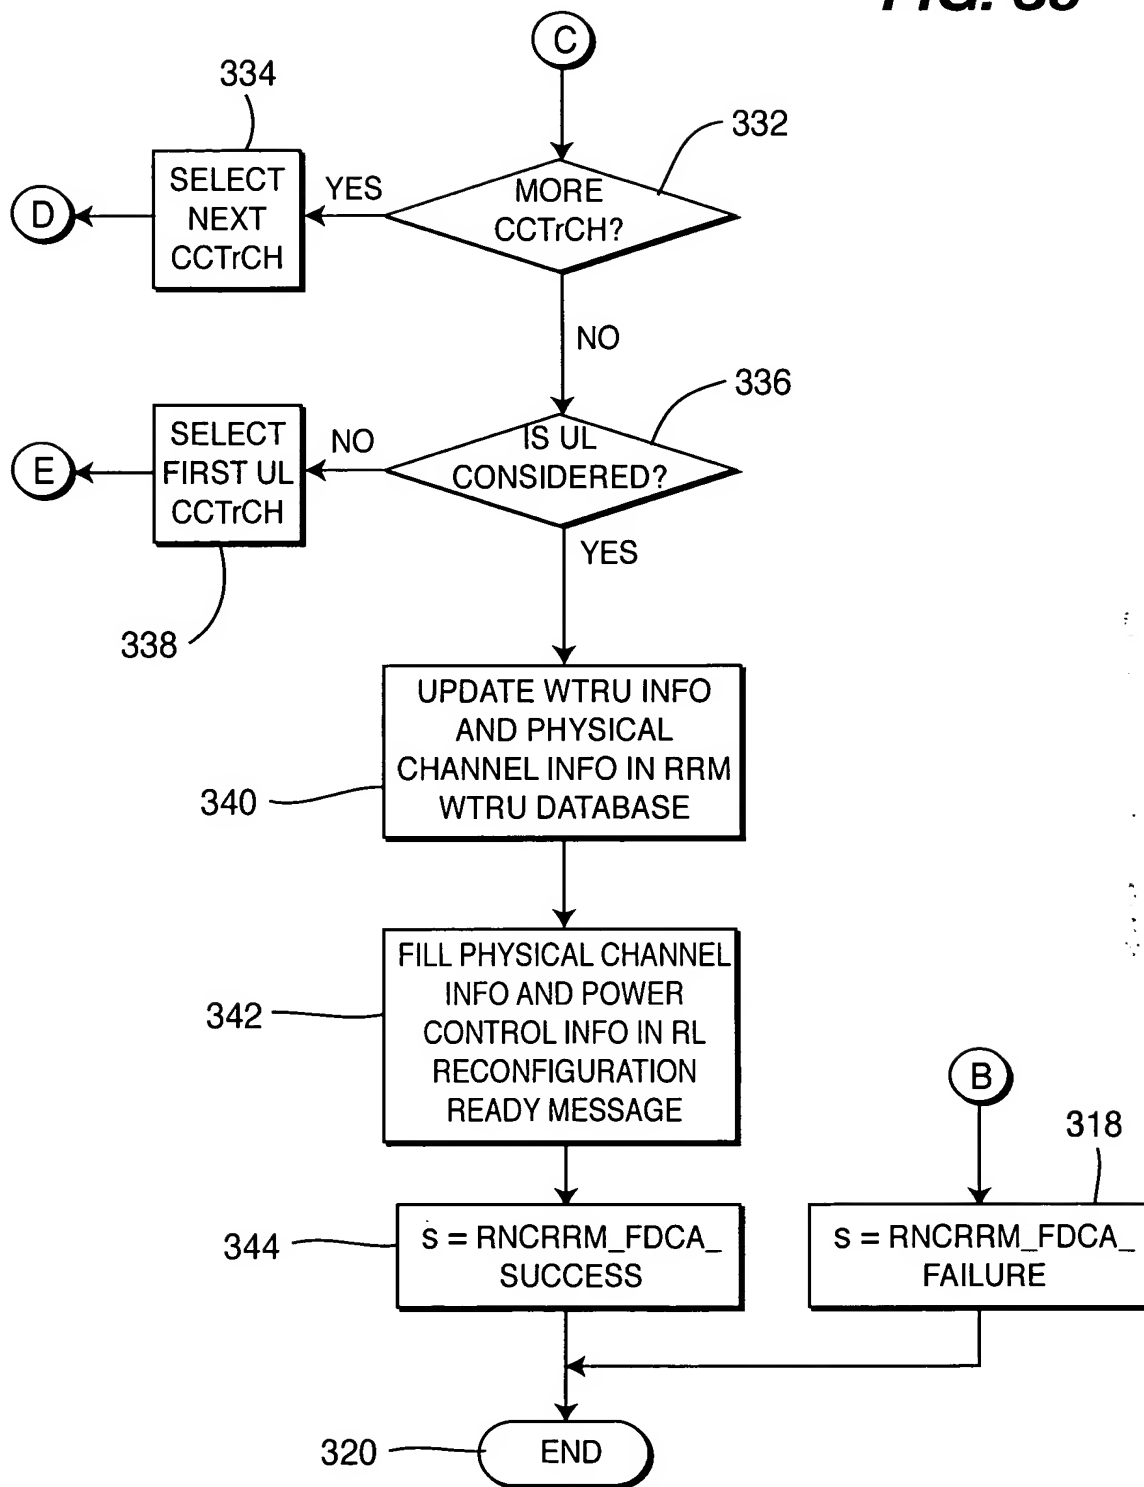 C
334
332
SELECT
NEXT
CCTrCH
YES
MORE
CCTrCH?
D
NO
336
SELECT
FIRST UL
CCTrCH
NO
IS UL
CONSIDERED?
E
YES
338
UPDATE WTRU INFO
AND PHYSICAL
CHANNEL INFO IN RRM
WTRU DATABASE
340
FILL PHYSICAL CHANNEL
INFO AND POWER
CONTROL INFO IN RL
RECONFIGURATION
READY MESSAGE
342
B
318
s = RNCRRM_FDCA_
SUCCESS
344
s = RNCRRM_FDCA_
FAILURE
320
END